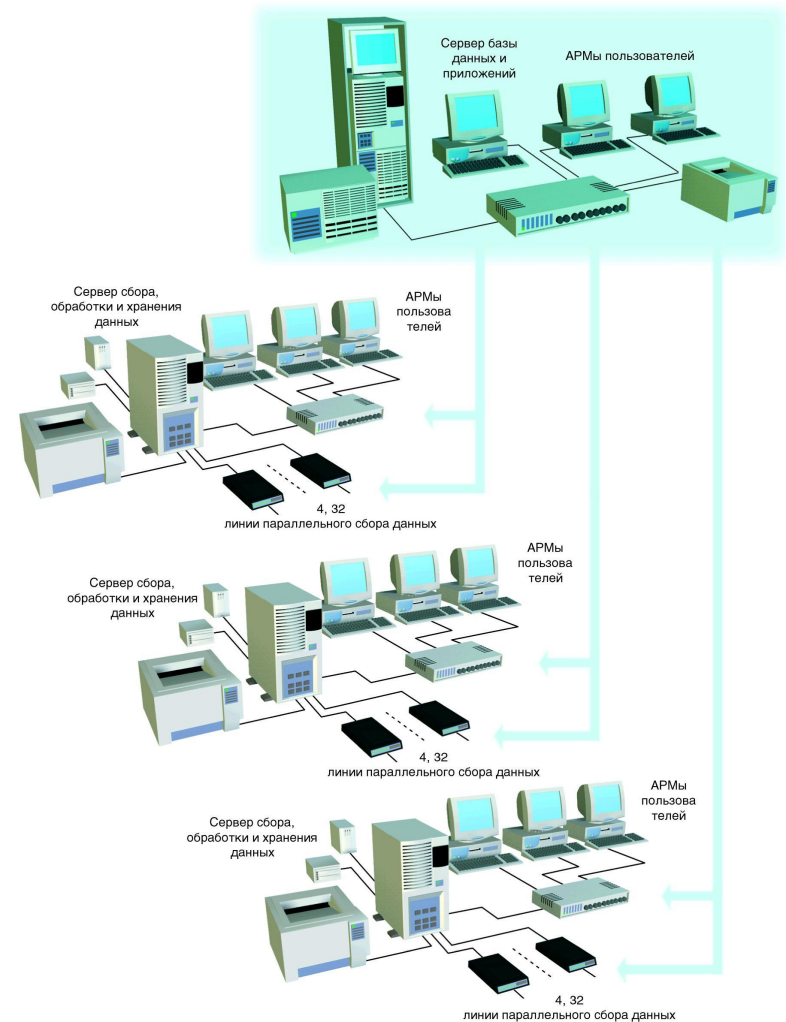 Сервер базы
данных и
приложений
АРМы пользователей
Сервер сбора,
обработки и хранения
данных
АРМы
пользова
телей
4, 32
линии параллельного сбора данных
Сервер сбора,
обработки и хранения
данных
АРМы
пользова
телей
4, 32
линии параллельного сбора данных
Сервер сбора,
обработки и хранения
данных
АРМы
пользова
телей
4, 32
линии параллельного сбора данных